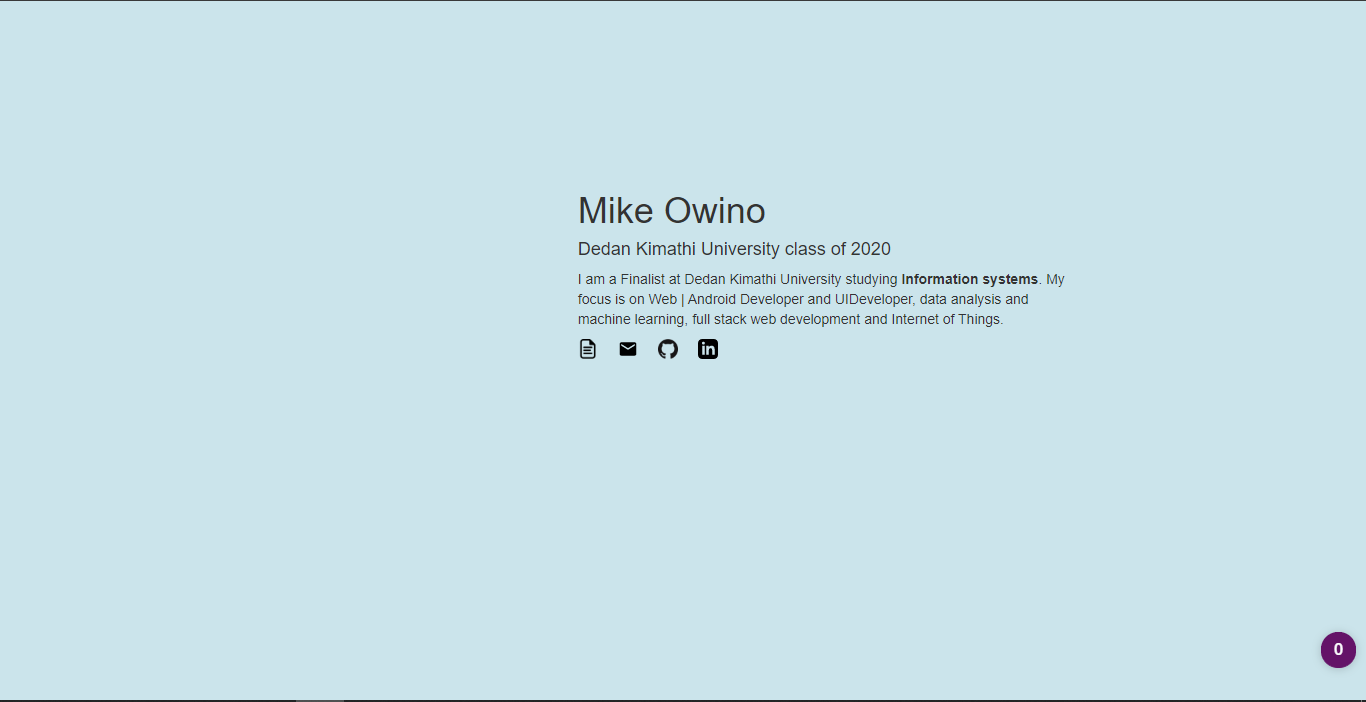 Mike Owino
Dedan Kimathi University class of 2020
I am a Finalist at Dedan Kimathi University studying Information systems. My
focus is on Web | Android Developer and UIDeveloper, data analysis and
machine learning, full stack web development and Internet of Things.
in
0